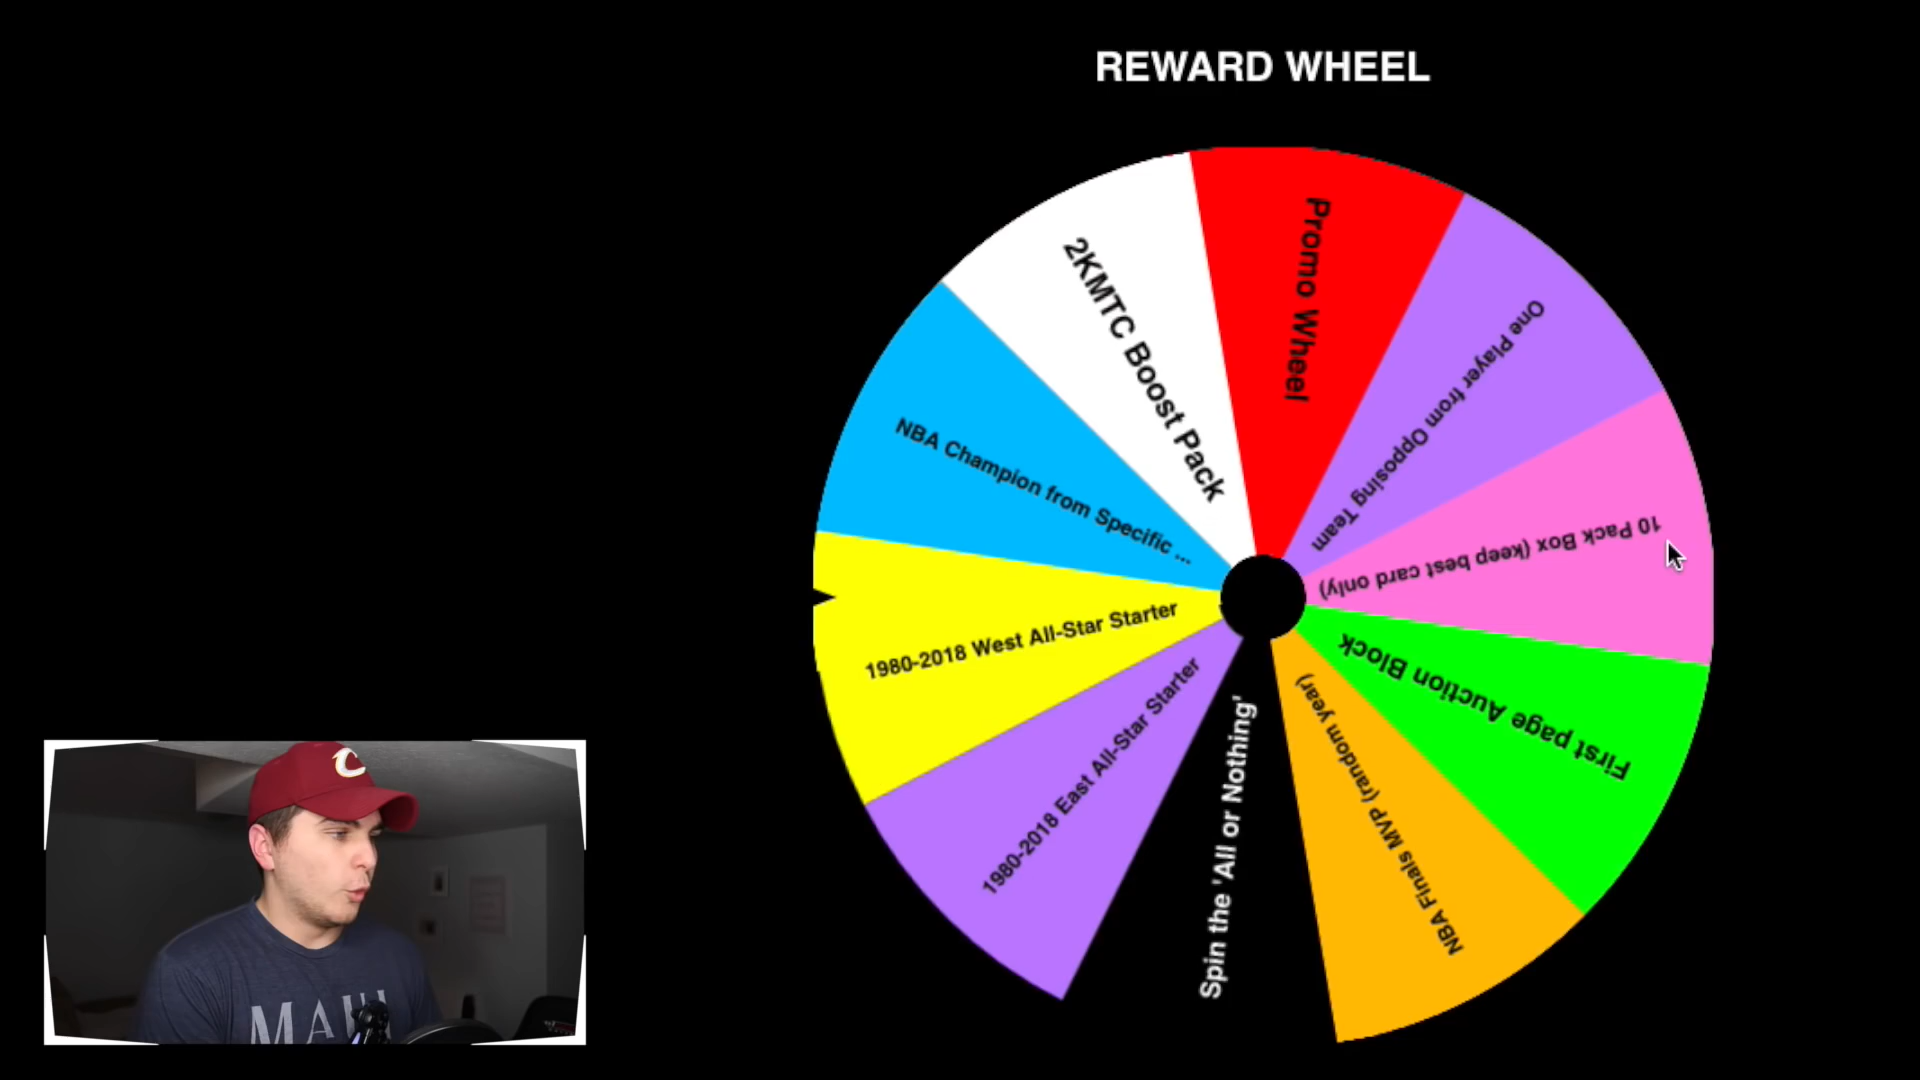 REWARD WHEEL
Promo Wheel
One Player from Opposing Team
10 Pack Box (keep best card only)
First page Auction Block
NBA Finals MVP (random year)
Spin the 'All or Nothing'
1980-2018 East All-Star Starter
1980-2018 West All-Star Starter
NBA Champion from Specific ...
2KMTC Boost Pack
C
MAUI